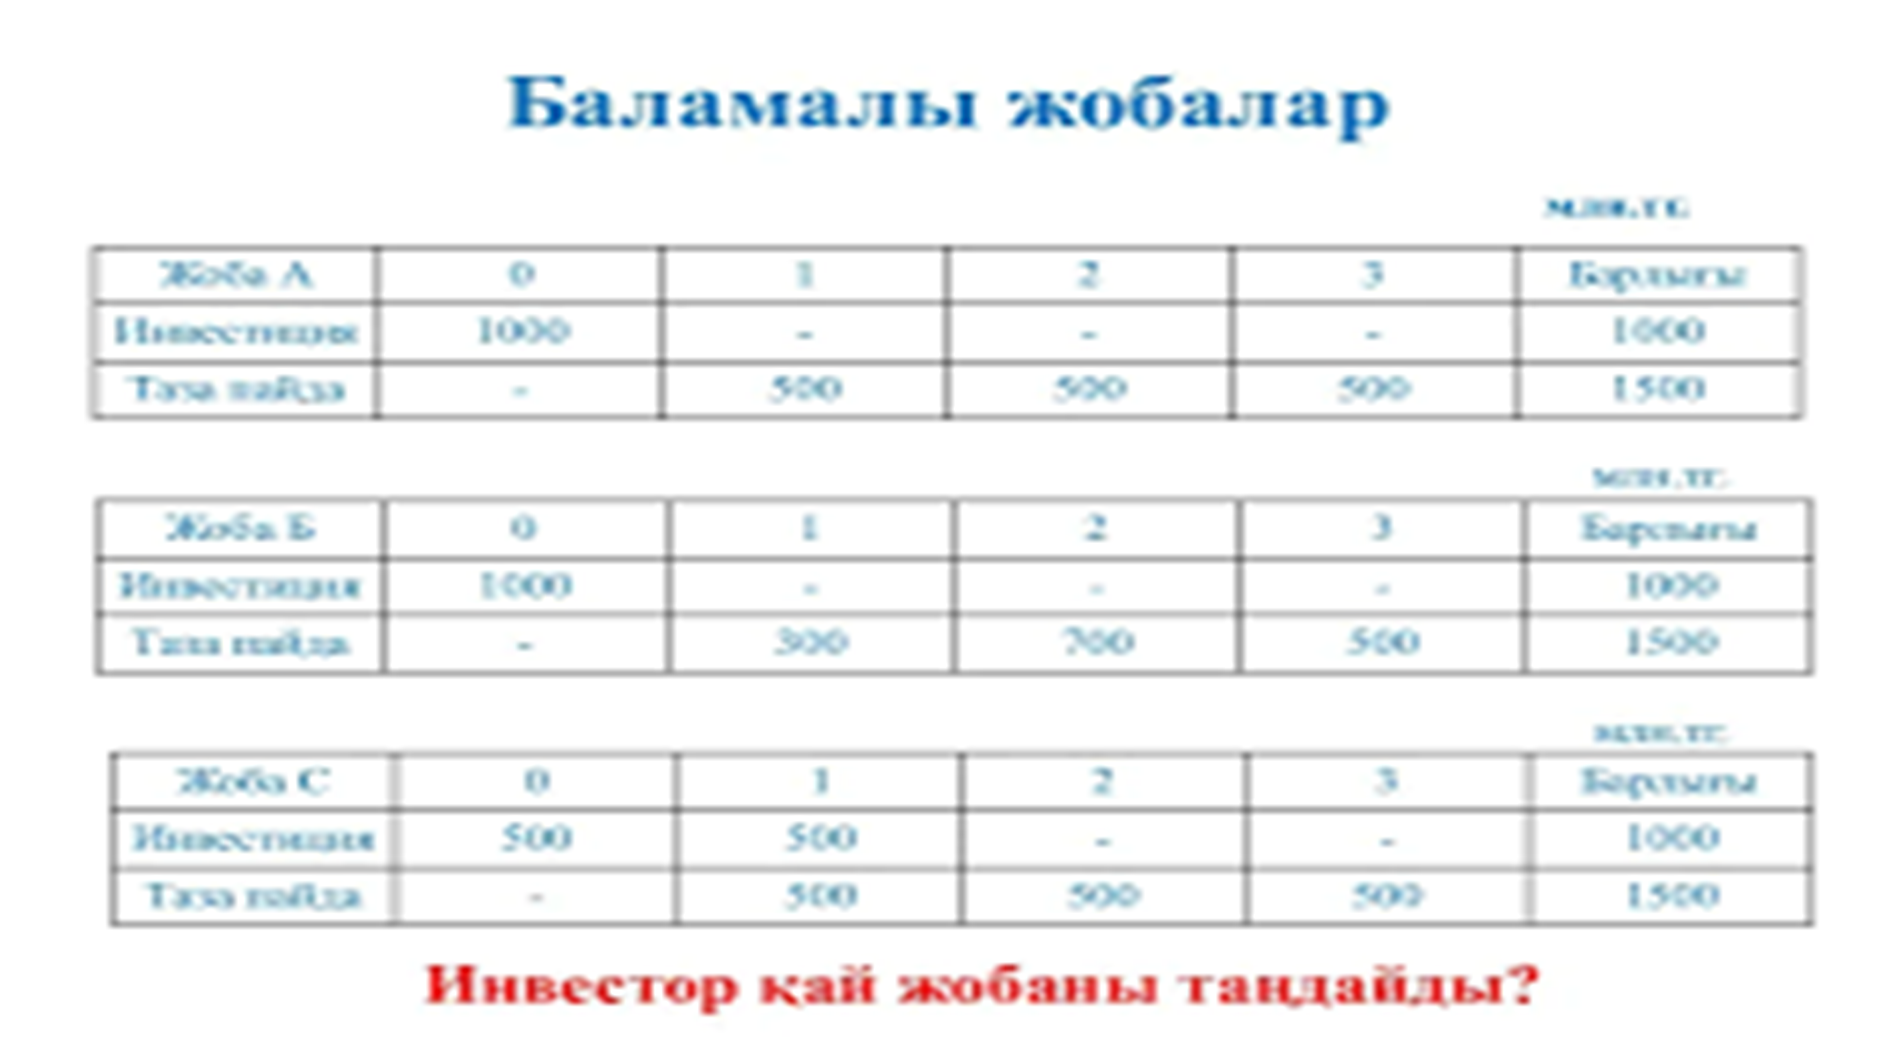 Баламалы жобалар
млн.тг.
Жоба А 0 1 2 3 Барлығы
Инвестиция 1000 - - - 1000
Таза пайда - 500 500 500 1500
млн.тг.
Жоба Б 0 1 2 3 Барлығы
Инвестиция 1000 - - - 1000
Таза пайда - 300 700 500 1500
млн.тг.
Жоба С 0 1 2 3 Барлығы
Инвестиция 500 500 - - 1000
Таза пайда - 500 500 500 1500
Инвестор қай жобаны таңдайды?